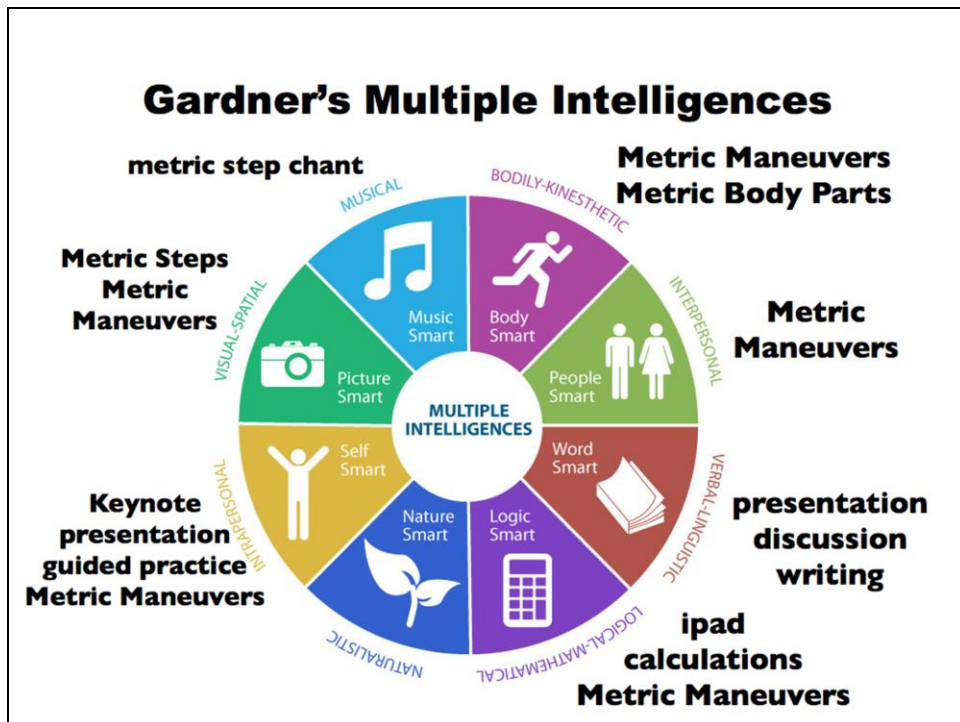 Gardner's Multiple Intelligences
metric step chant
Metric Maneuvers
Metric Body Parts
MUSICAL
BODILY-KINESTHETIC
Metric Steps
Metric
Maneuvers
VISUAL-SPATIAL
INTERPERSONAL
Metric
Maneuvers
Music
Smart
Body
Smart
Picture
Smart
People
Smart
MULTIPLE
INTELLIGENCES
Self
Smart
Word
Smart
Nature
Smart
Logic
Smart
INTRAPERSONAL
VERBAL-LINGUISTIC
Keynote
presentation
guided practice
Metric Maneuvers
presentation
discussion
writing
NATURALISTIC
LOGICAL-MATHEMATICAL
ipad
calculations
Metric Maneuvers